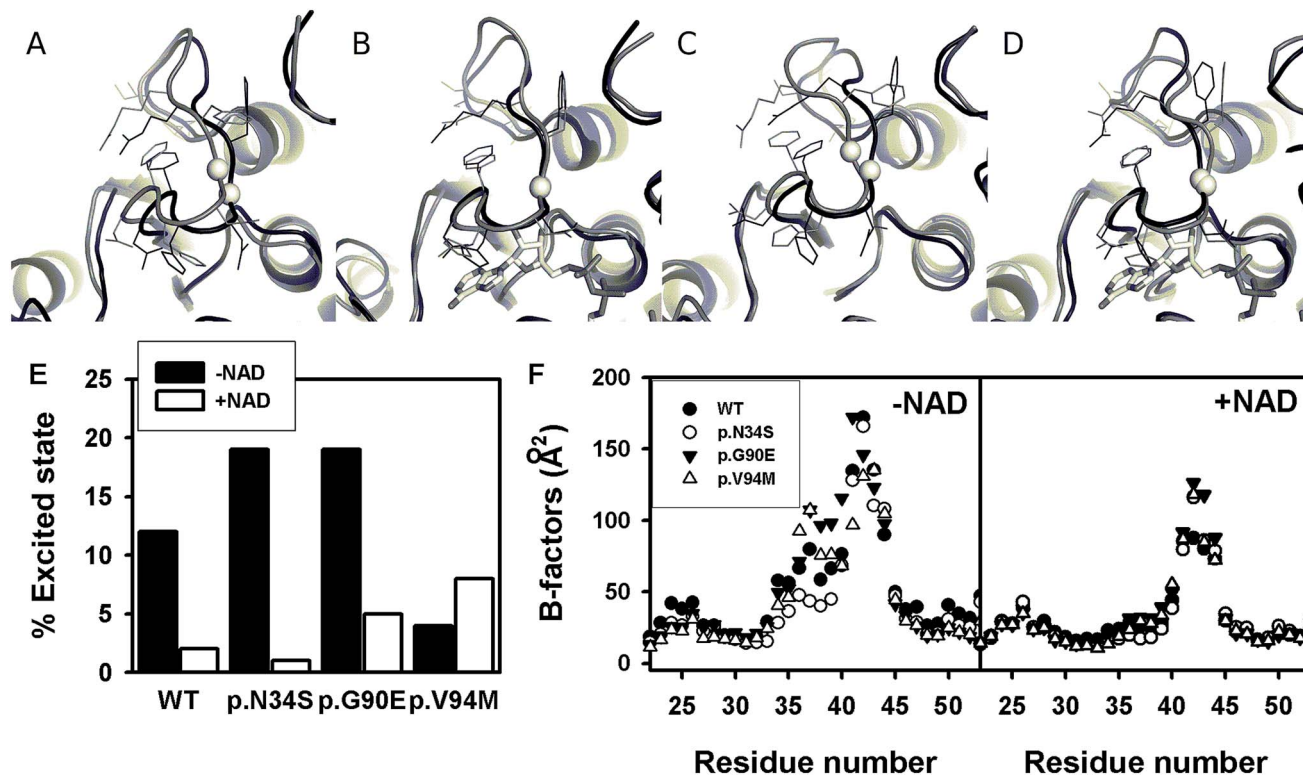 A
B
C
D
E
-NAD
+NAD
% Excited state
25
20
15
10
5
0
WT
p.N34S
p.G90E
p.V94M
F
WT
p.N34S
p.G90E
p.V94M
-NAD
+NAD
B-factors (Å²)
200
150
100
50
0
25 30 35 40 45 50
25 30 35 40 45 50
Residue number
Residue number